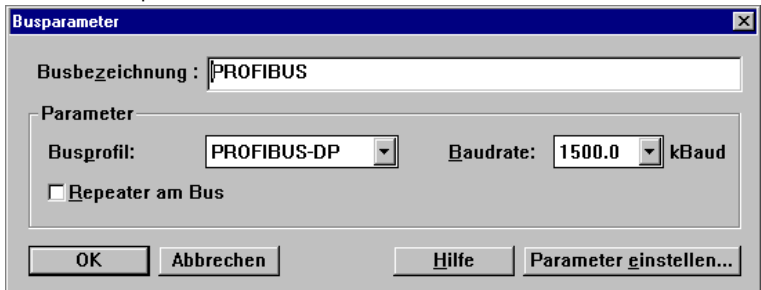 Busparameter
Busbezeichnung : PROFIBUS
Parameter
Busprofil: PROFIBUS-DP Baudrate: 1500.0 kBaud
Repeater am Bus
OK Abbrechen Hilfe Parameter einstellen...